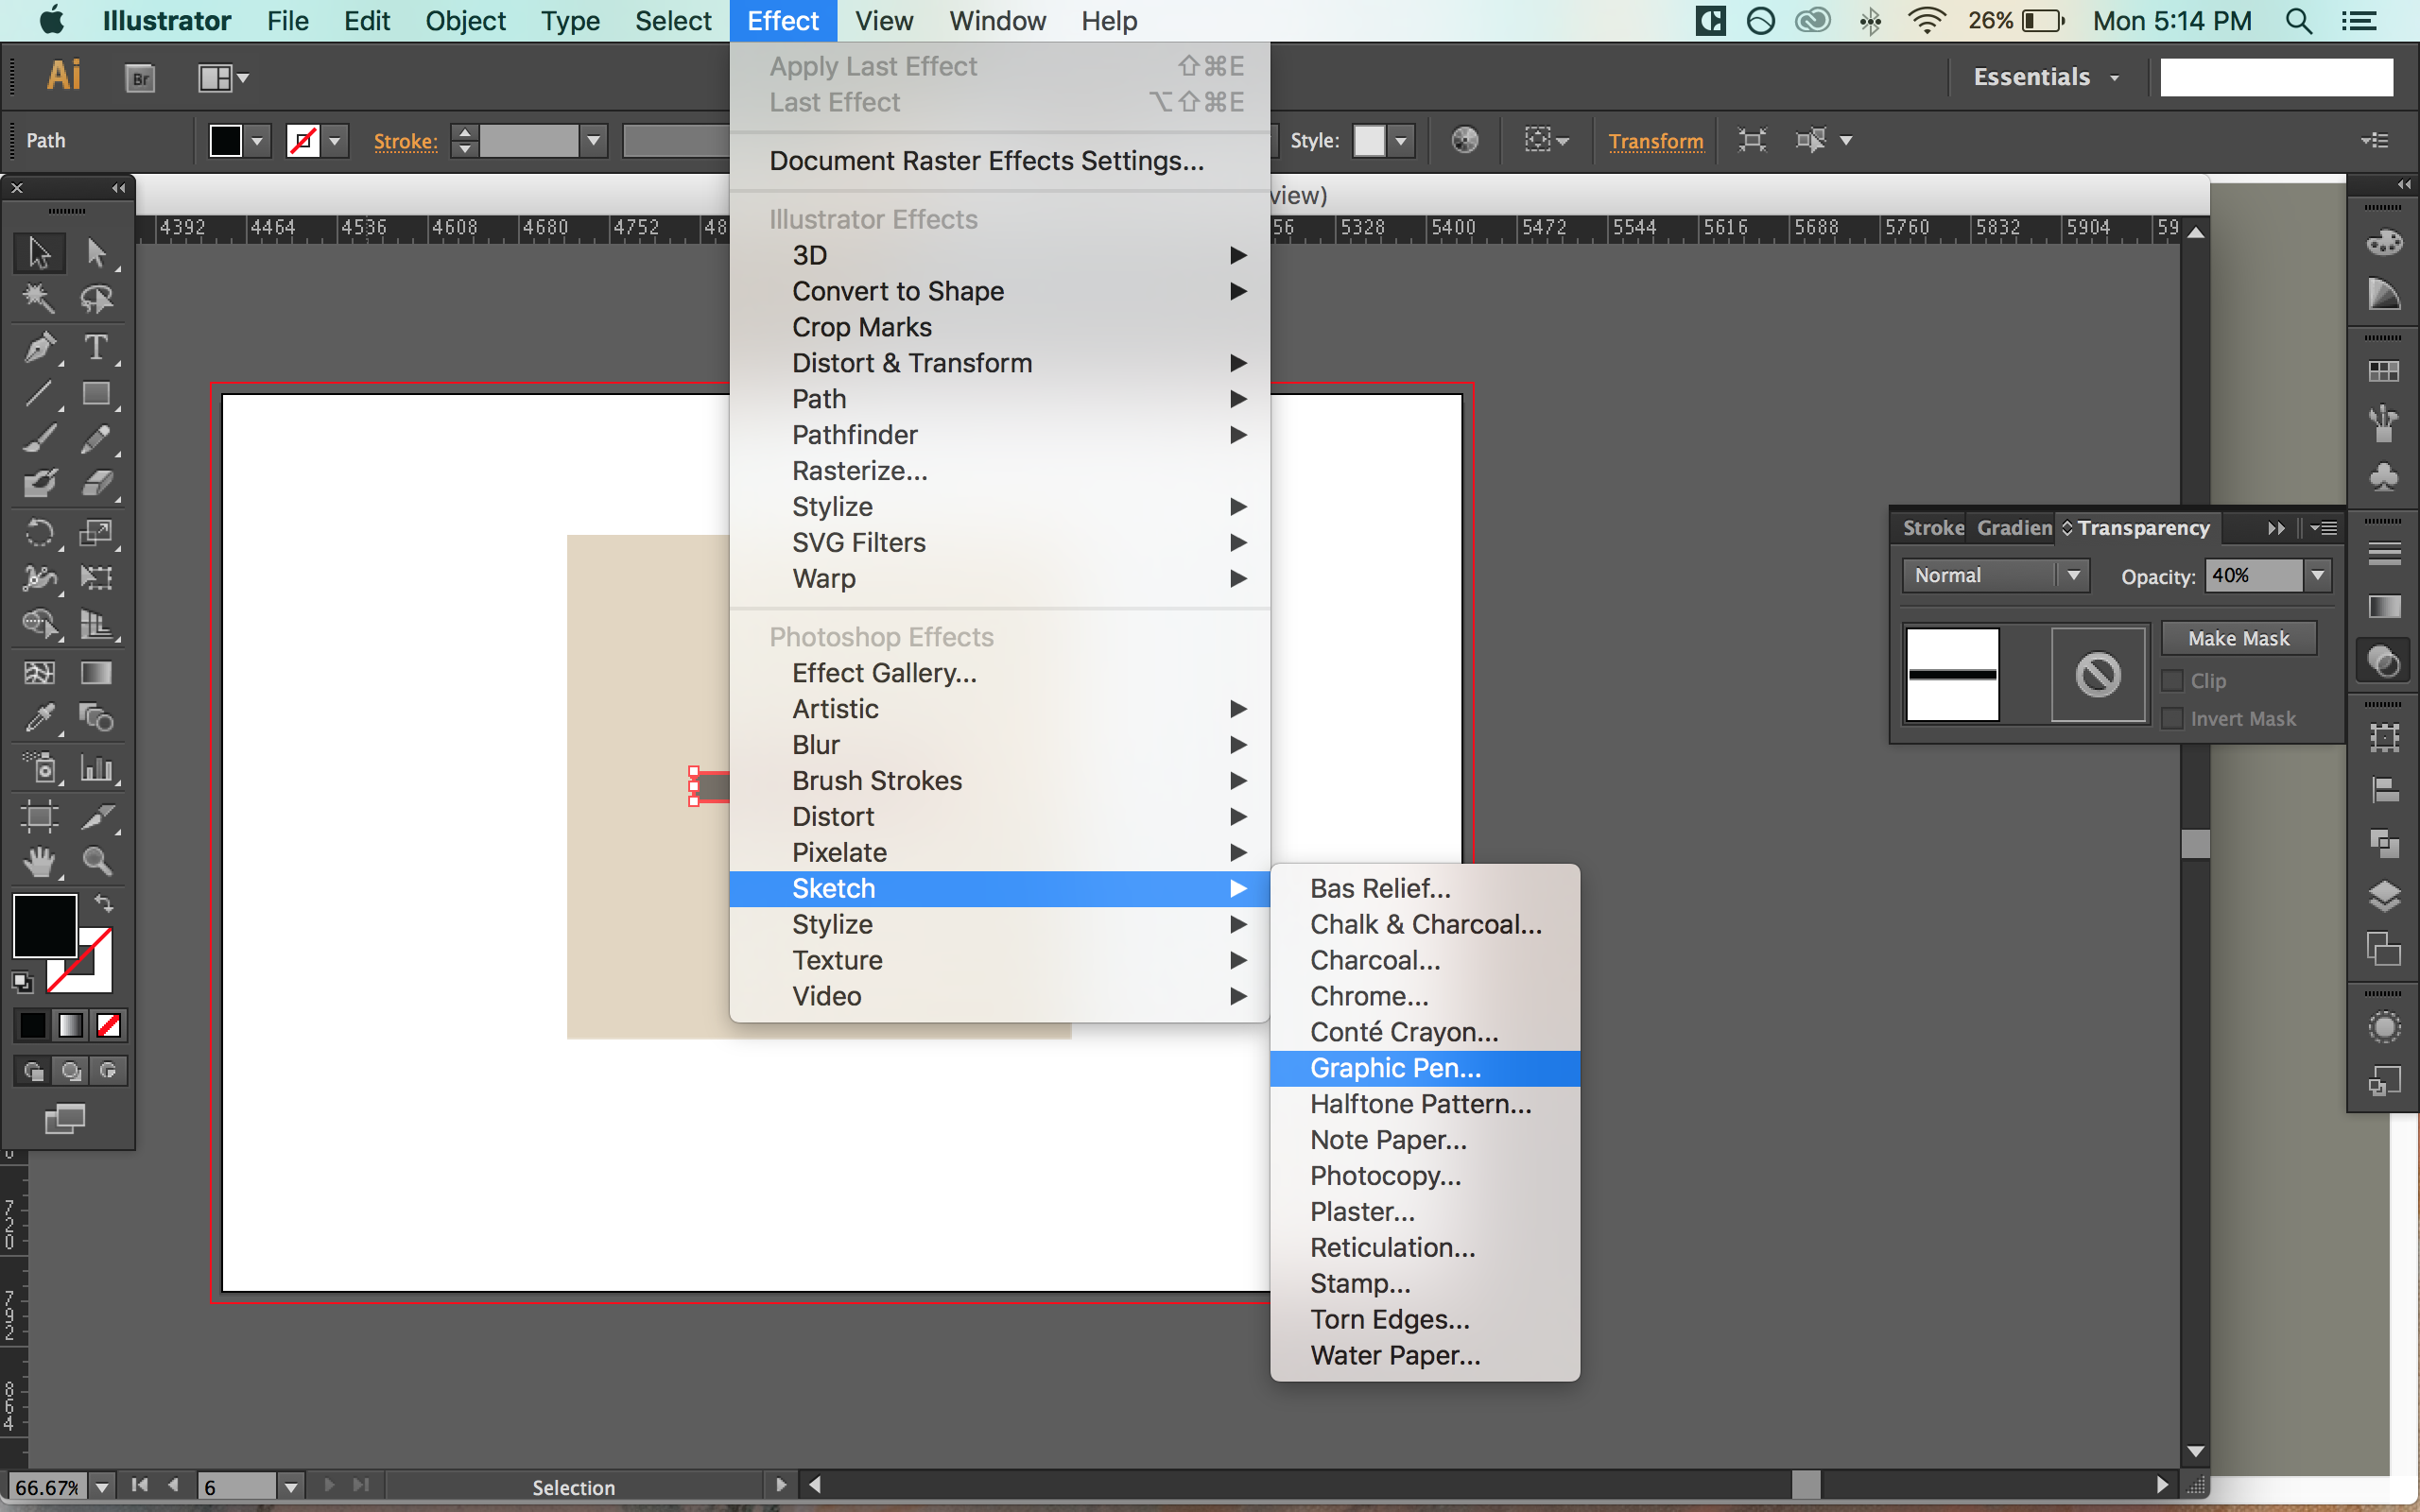 Illustrator File Edit Object Type Select Effect View Window Help 26% Mon 5:14 PM
Ai Br Essentials
Apply Last Effect ⇧⌘E
Last Effect ⌥⇧⌘E
Path Stroke: Style: Transform
Document Raster Effects Settings...
view)
4392 4464 4536 4608 4680 4752 48 56 5328 5400 5472 5544 5616 5688 5760 5832 5904 59
Illustrator Effects
3D
Convert to Shape
Crop Marks
Distort & Transform
Path
Pathfinder
Rasterize...
Stylize
SVG Filters
Warp
Photoshop Effects
Effect Gallery...
Artistic
Blur
Brush Strokes
Distort
Pixelate
Sketch
Stylize
Texture
Video
Stroke Gradien Transparency
Normal Opacity: 40%
Make Mask
Clip
Invert Mask
Bas Relief...
Chalk & Charcoal...
Charcoal...
Chrome...
Conté Crayon...
Graphic Pen...
Halftone Pattern...
Note Paper...
Photocopy...
Plaster...
Reticulation...
Stamp...
Torn Edges...
Water Paper...
720
792
864
66.67% 6 Selection